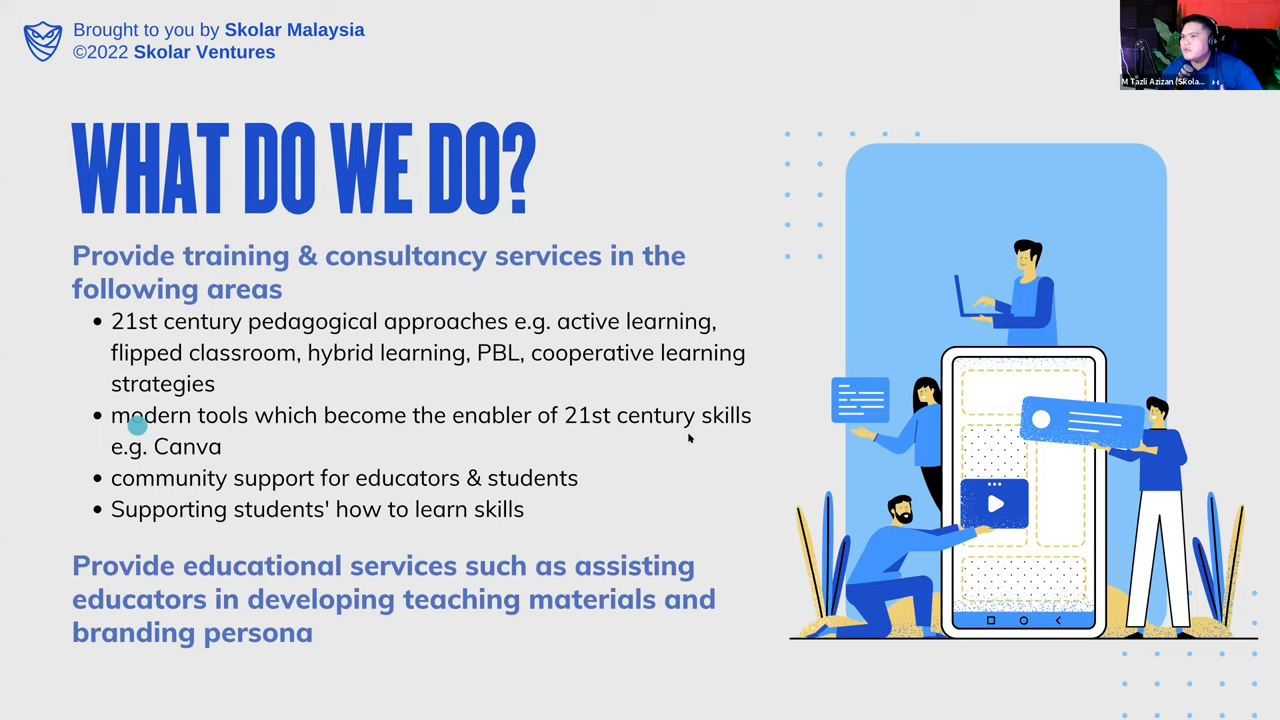 Brought to you by Skolar Malaysia
©2022 Skolar Ventures
M Tazli Azizan (Skola...
WHAT DO WE DO?
Provide training & consultancy services in the
following areas
21st century pedagogical approaches e.g. active learning,
flipped classroom, hybrid learning, PBL, cooperative learning
strategies
modern tools which become the enabler of 21st century skills
e.g. Canva
community support for educators & students
Supporting students' how to learn skills
Provide educational services such as assisting
educators in developing teaching materials and
branding persona